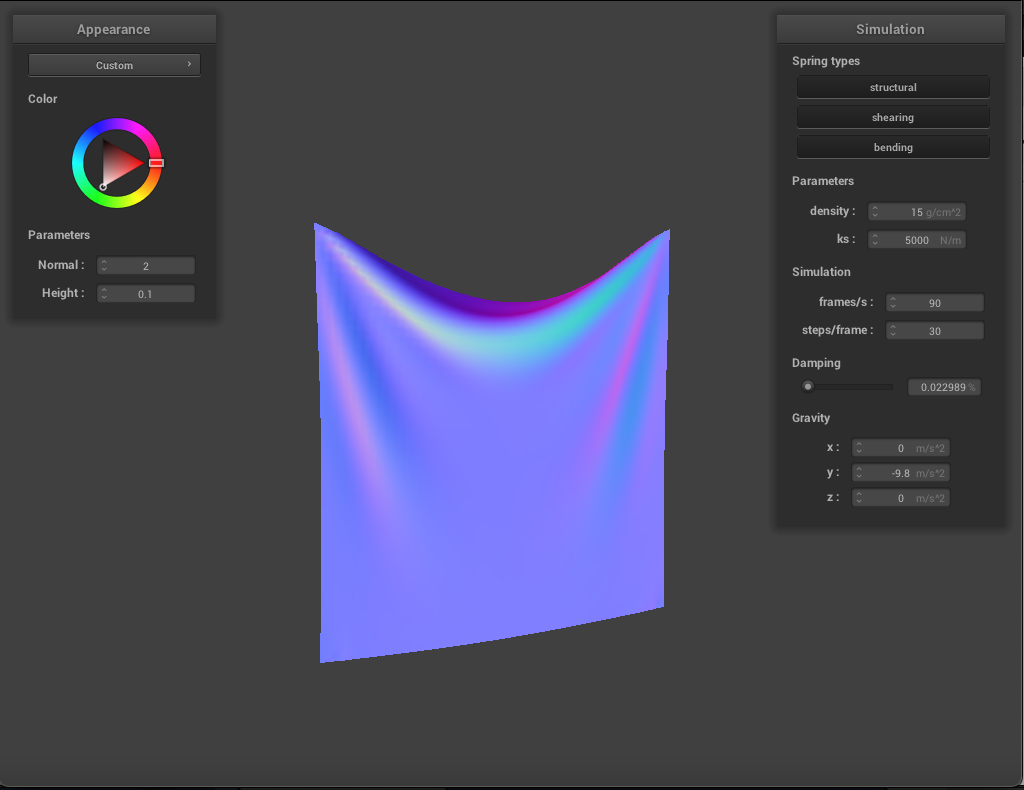 Appearance
Custom
Color
Parameters
Normal : 2
Height : 0.1
Simulation
Spring types
structural
shearing
bending
Parameters
density : 15 g/cm^2
ks : 5000 N/m
Simulation
frames/s : 90
steps/frame : 30
Damping
0.022989 %
Gravity
x : 0 m/s^2
y : -9.8 m/s^2
z : 0 m/s^2